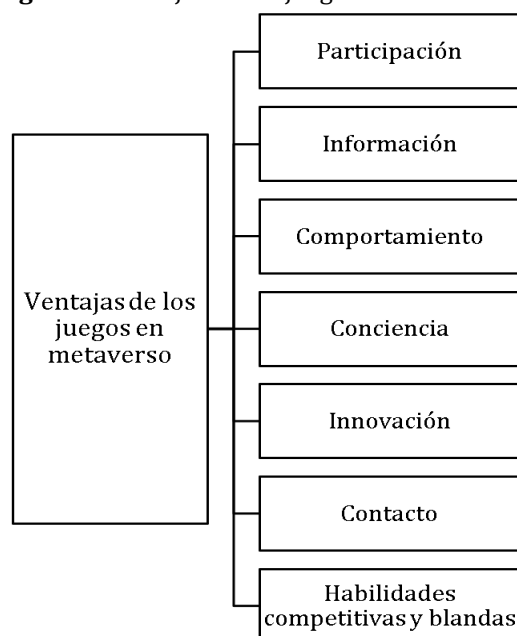 Participación
Información
Comportamiento
Ventajas de los
juegos en
metaverso
Conciencia
Innovación
Contacto
Habilidades
competitivas y blandas